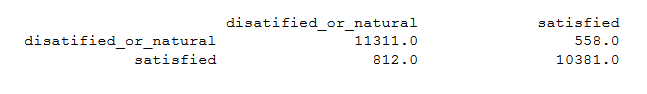 disatified_or_natural satisfied
disatified_or_natural 11311.0 558.0
satisfied 812.0 10381.0